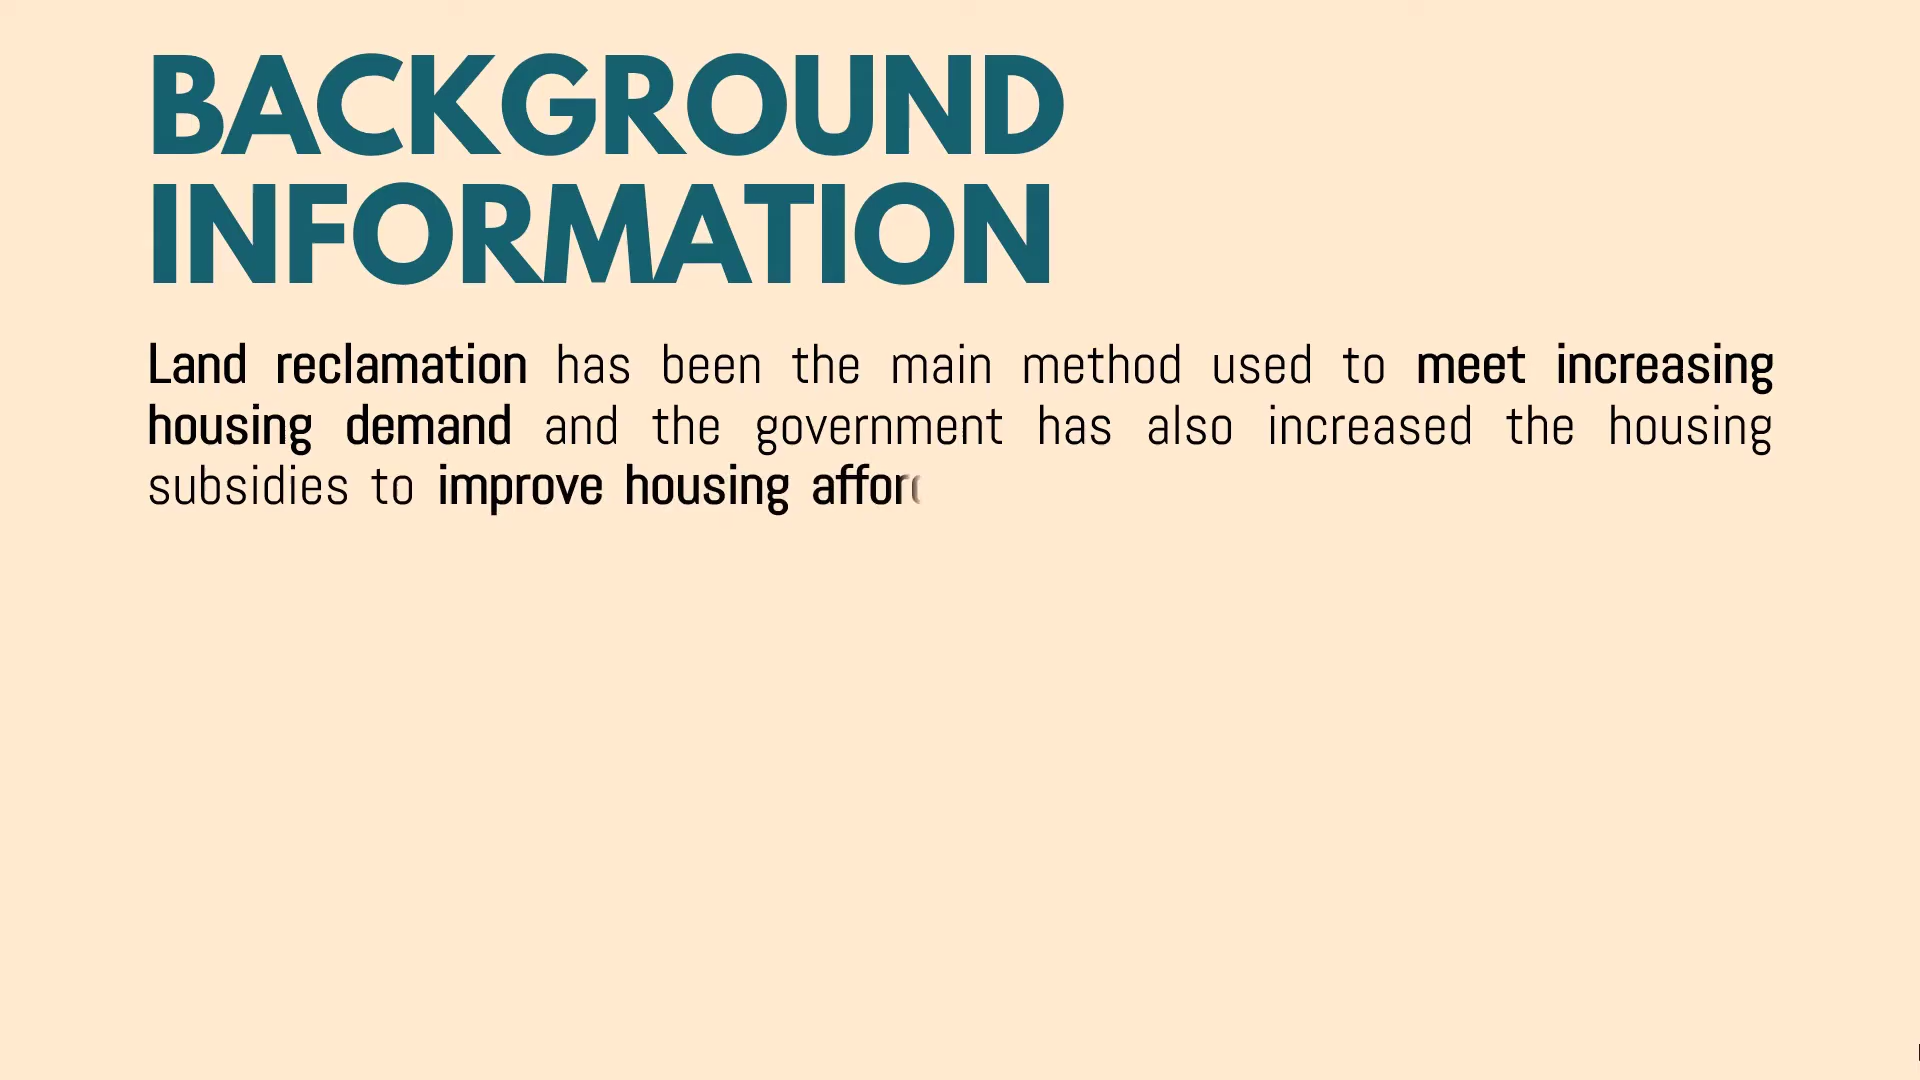 BACKGROUND
INFORMATION
Land reclamation has been the main method used to meet increasing
housing demand and the government has also increased the housing
subsidies to improve housing